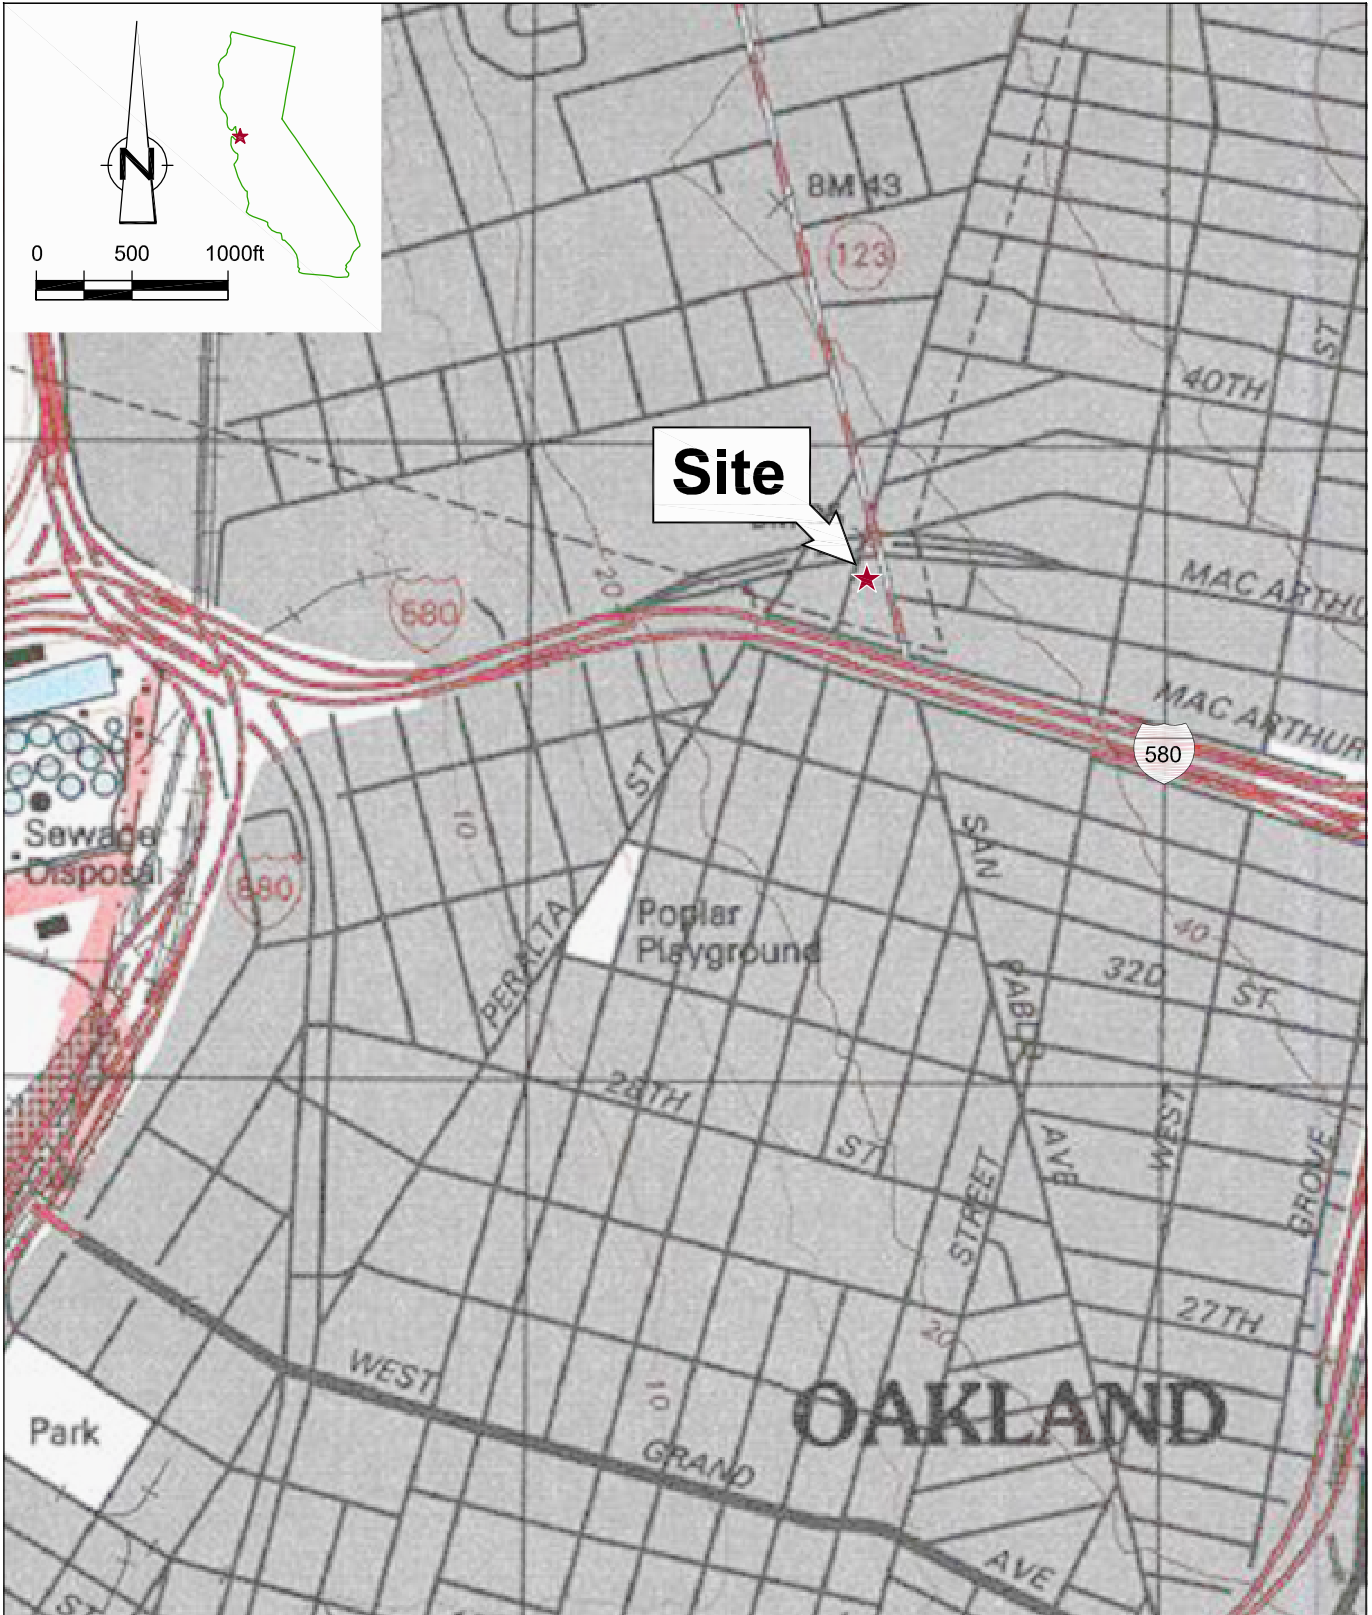 N
0 500 1000ft
BM 43
123
ST
40TH
Site
20
MAC ARTHU
MAC ARTHUR
580
680
ST
10
SAN
Sewage
Disposal
880
Poplar
Playground
PERALTA
40
32D
ST
PABLO
28TH
ST
WEST
AVE
GROVE
STREET
27TH
20
WEST
10
OAKLAND
Park
GRAND
AVE
ST